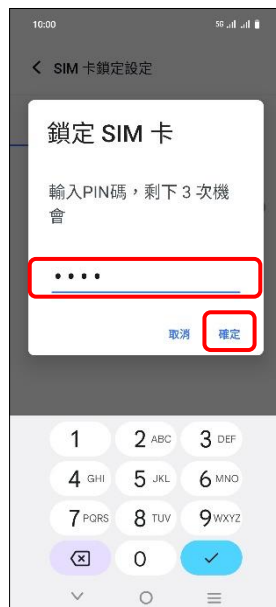 10:00 5G
SIM 卡鎖定設定
鎖定 SIM 卡
輸入PIN碼，剩下 3 次機
會
••••
取消 確定
1 2 ABC 3 DEF
4 GHI 5 JKL 6 MNO
7 PQRS 8 TUV 9 WXYZ
0